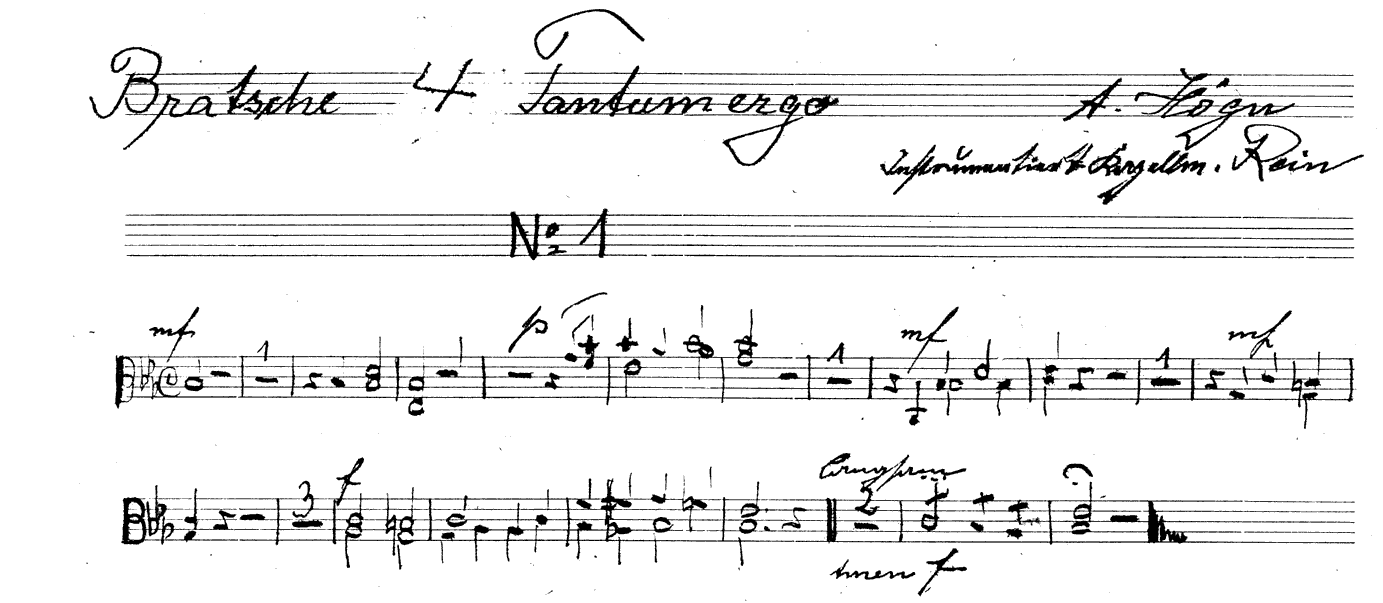 Bratsche 4 Tantum ergo A. Högn
Instrumentiert Kapellm. Rein
No 1
mf 1 p 1 mf 1 mf
3 f Langsam 2
Amen f